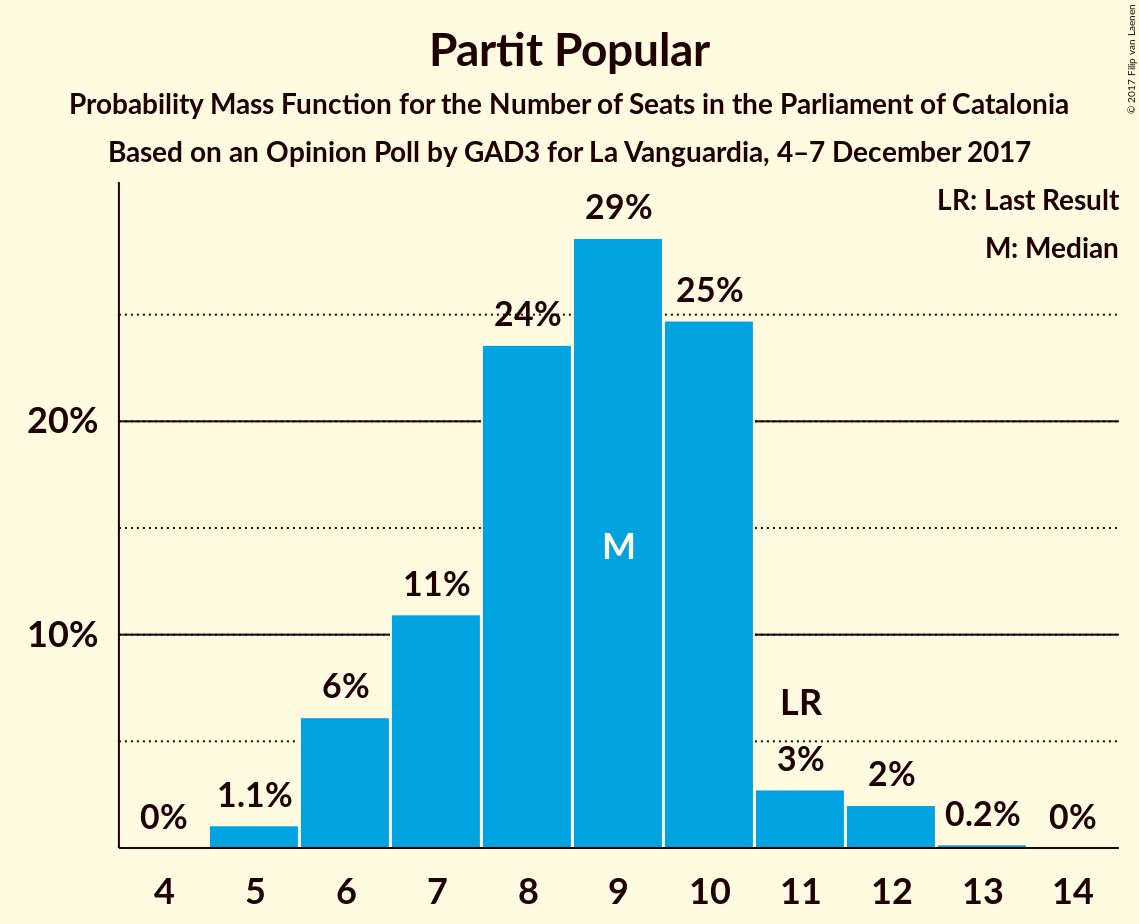 Partit Popular
Probability Mass Function for the Number of Seats in the Parliament of Catalonia
Based on an Opinion Poll by GAD3 for La Vanguardia, 4–7 December 2017
© 2017 Filip van Laenen
LR: Last Result
M: Median
29%
25%
24%
20%
M
11%
10%
6%
LR
3%
2%
1.1%
0%
0.2%
0%
4 5 6 7 8 9 10 11 12 13 14